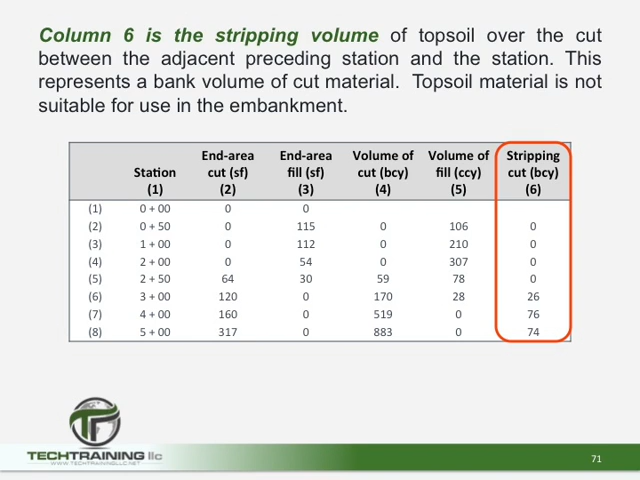 Column 6 is the stripping volume of topsoil over the cut
between the adjacent preceding station and the station. This
represents a bank volume of cut material. Topsoil material is not
suitable for use in the embankment.
Station (1) End-area cut (sf) (2) End-area fill (sf) (3) Volume of cut (bcy) (4) Volume of fill (ccy) (5) Stripping cut (bcy) (6)
(1) 0 + 00 0 0
(2) 0 + 50 0 115 0 106 0
(3) 1 + 00 0 112 0 210 0
(4) 2 + 00 0 54 0 307 0
(5) 2 + 50 64 30 59 78 0
(6) 3 + 00 120 0 170 28 26
(7) 4 + 00 160 0 519 0 76
(8) 5 + 00 317 0 883 0 74
TECHTRAINING llc
WWW.TECHTRAININGLLC.NET
71